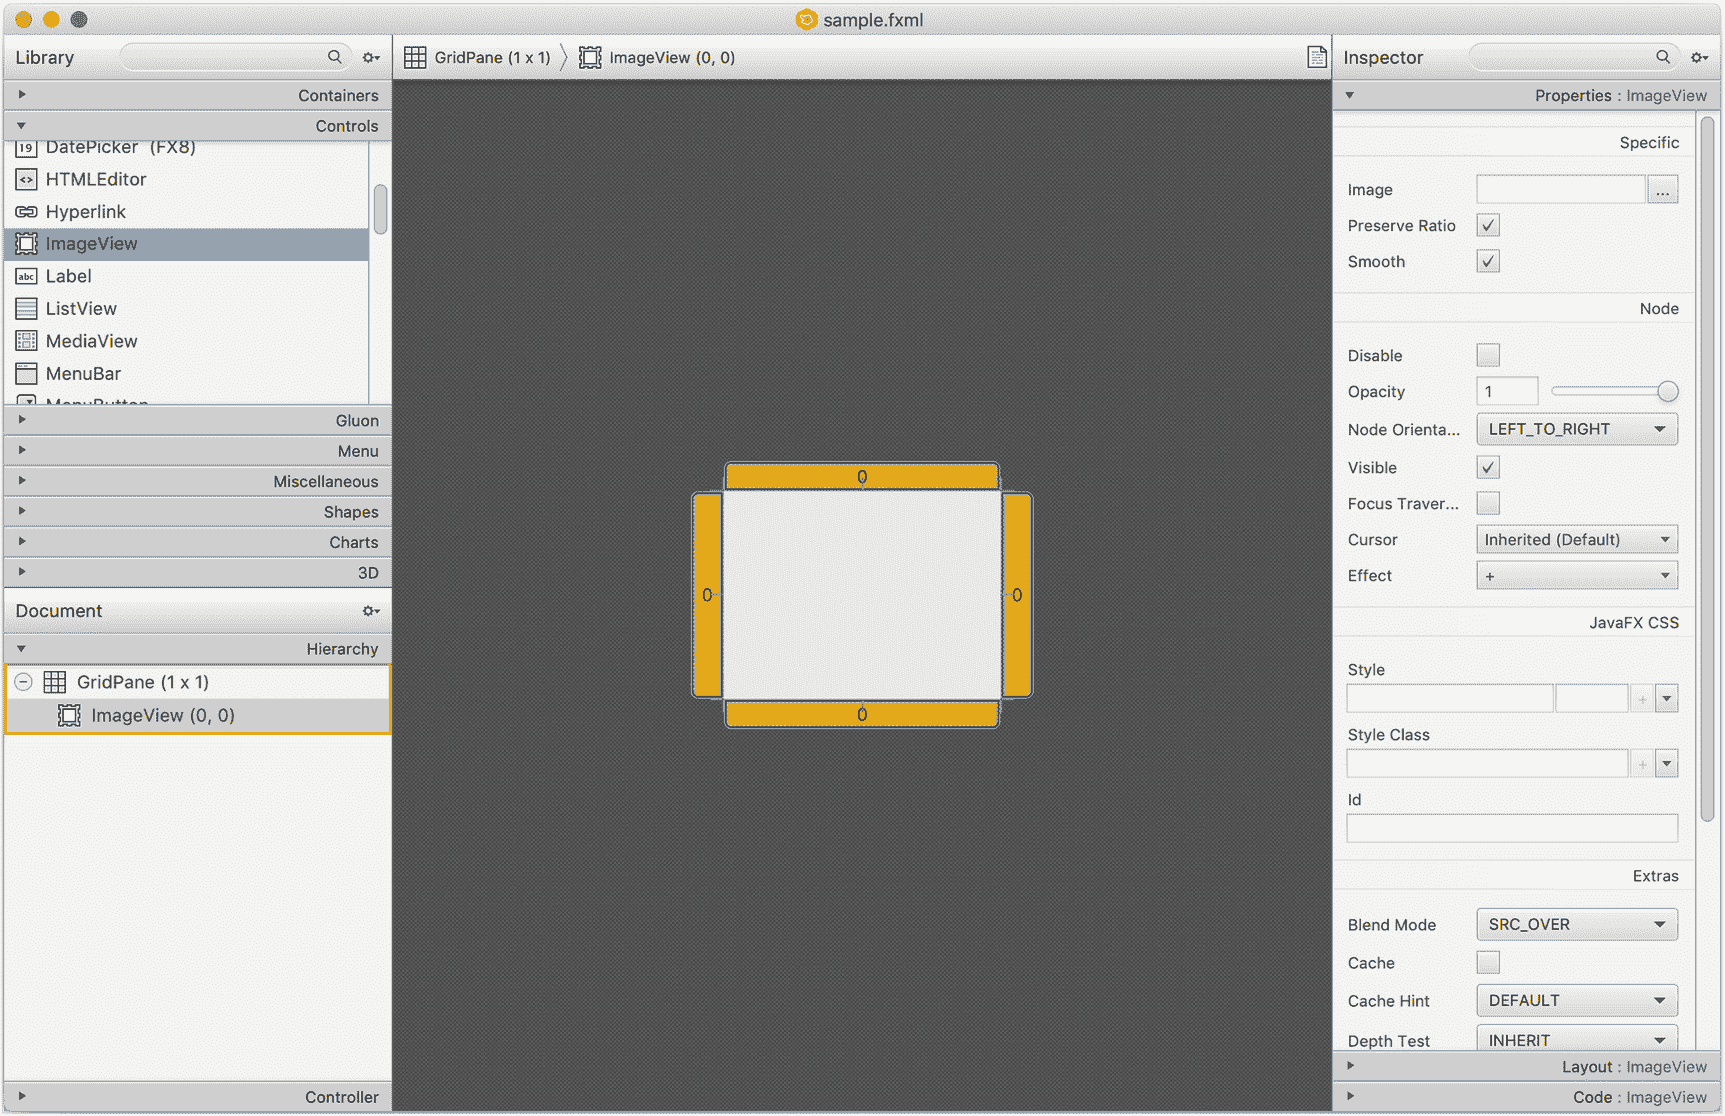 sample.fxml
Library
GridPane (1 x 1)
ImageView (0, 0)
Inspector
Containers
Controls
19 DatePicker (FX8)
<> HTMLEditor
Hyperlink
ImageView
abc Label
ListView
MediaView
MenuBar
MenuButton
Gluon
Menu
Miscellaneous
Shapes
Charts
3D
Document
Hierarchy
GridPane (1 x 1)
ImageView (0, 0)
Controller
0
0
0
0
Properties : ImageView
Specific
Image ...
Preserve Ratio
Smooth
Node
Disable
Opacity 1
Node Orienta... LEFT_TO_RIGHT
Visible
Focus Traver...
Cursor Inherited (Default)
Effect +
JavaFX CSS
Style
+
Style Class
+
Id
Extras
Blend Mode SRC_OVER
Cache
Cache Hint DEFAULT
Depth Test INHERIT
Layout : ImageView
Code : ImageView